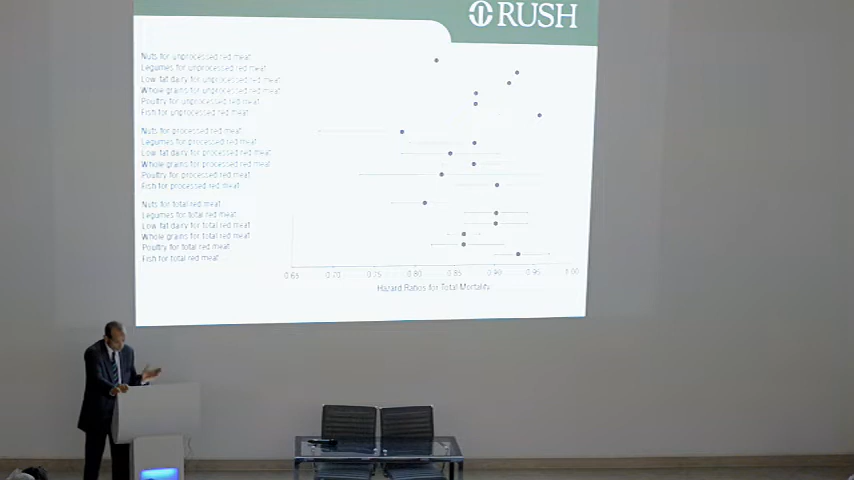 RUSH
Nuts for unprocessed red meat
Legumes for unprocessed red meat
Low fat dairy for unprocessed red meat
Whole grains for unprocessed red meat
Poultry for unprocessed red meat
Fish for unprocessed red meat
Nuts for processed red meat
Legumes for processed red meat
Low fat dairy for processed red meat
Whole grains for processed red meat
Poultry for processed red meat
Fish for processed red meat
Nuts for total red meat
Legumes for total red meat
Low fat dairy for total red meat
Whole grains for total red meat
Poultry for total red meat
Fish for total red meat
0.65 0.70 0.75 0.80 0.85 0.90 0.95 1.00
Hazard Ratios for Total Mortality